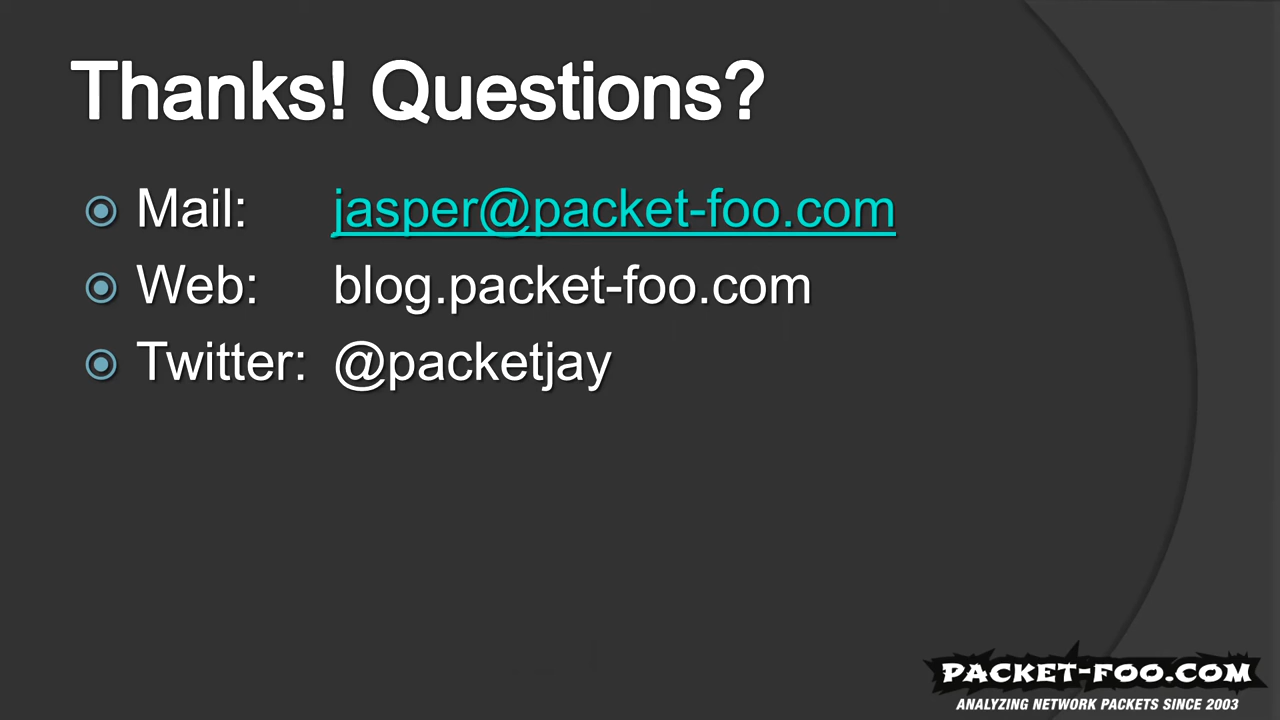 Thanks! Questions?
Mail: jasper@packet-foo.com
Web: blog.packet-foo.com
Twitter: @packetjay
PACKET-FOO.COM
ANALYZING NETWORK PACKETS SINCE 2003